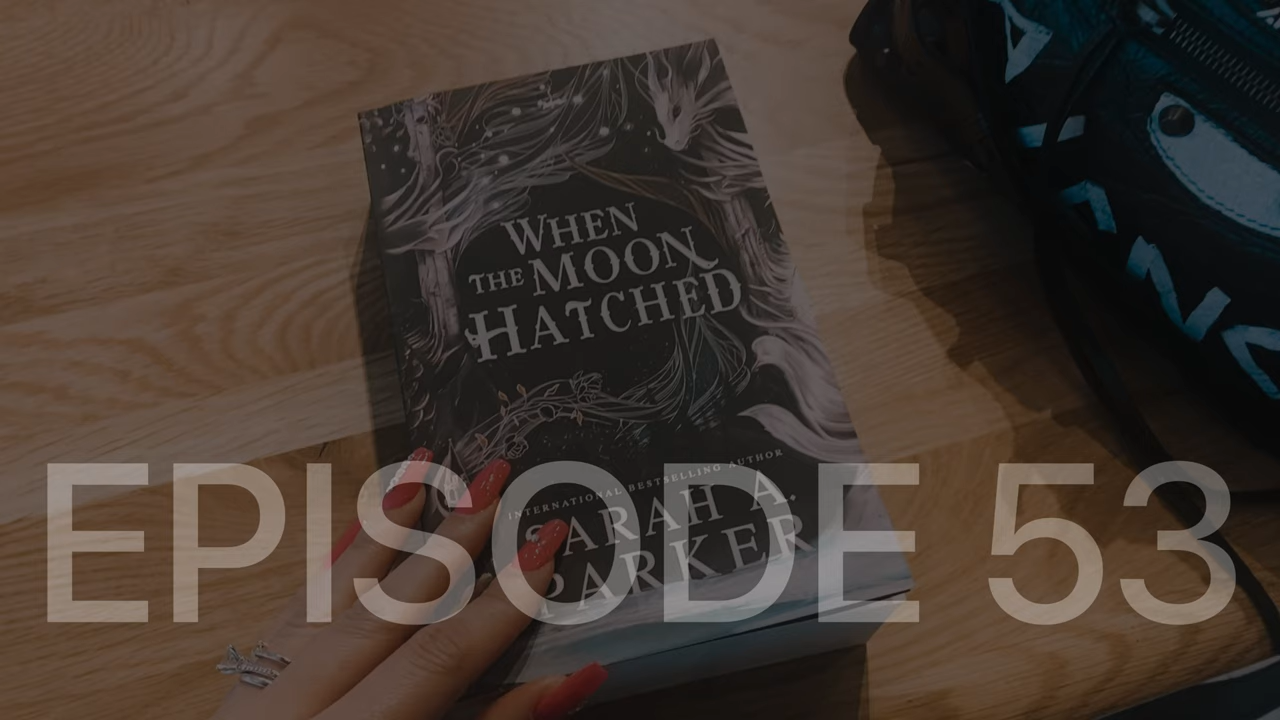 WHEN
THE MOON
HATCHED
INTERNATIONAL BESTSELLING AUTHOR
SARAH A.
PARKER
EPISODE 53